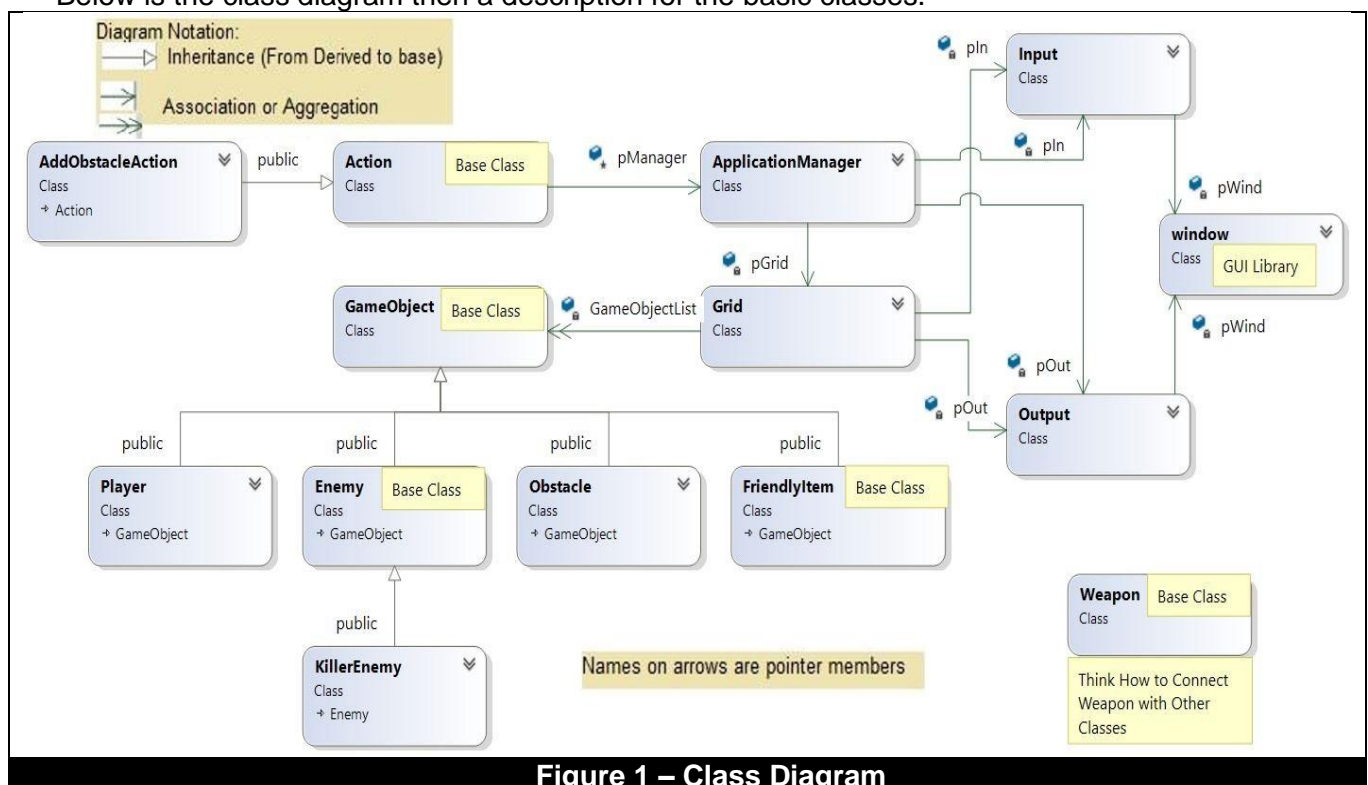 Below is the class diagram then a description for the basic classes.
Diagram Notation:
Inheritance (From Derived to base)
Association or Aggregation
pIn
Input
Class
AddObstacleAction
Class
Action
public
Action
Class
Base Class
pManager
ApplicationManager
Class
pIn
pWind
window
Class
GUI Library
pGrid
GameObject
Class
Base Class
GameObjectList
Grid
Class
pWind
pOut
pOut
Output
Class
public
public
public
public
Player
Class
GameObject
Enemy
Class
GameObject
Base Class
Obstacle
Class
GameObject
FriendlyItem
Class
GameObject
Base Class
public
KillerEnemy
Class
Enemy
Names on arrows are pointer members
Weapon
Class
Base Class
Think How to Connect
Weapon with Other
Classes
Figure 1 – Class Diagram